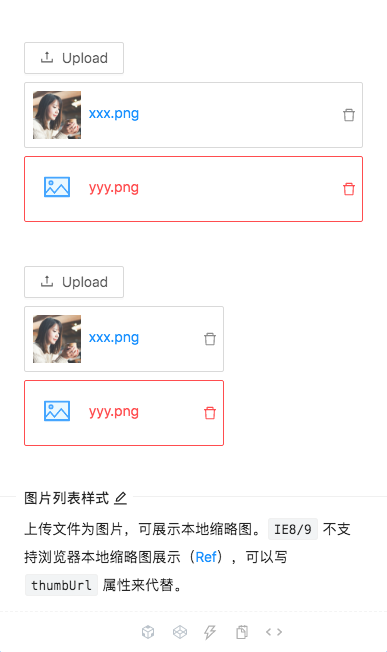 Upload
xxx.png
yyy.png
Upload
xxx.png
yyy.png
图片列表样式
上传文件为图片，可展示本地缩略图。 IE8/9 不支
持浏览器本地缩略图展示（Ref），可以写
thumbUrl 属性来代替。